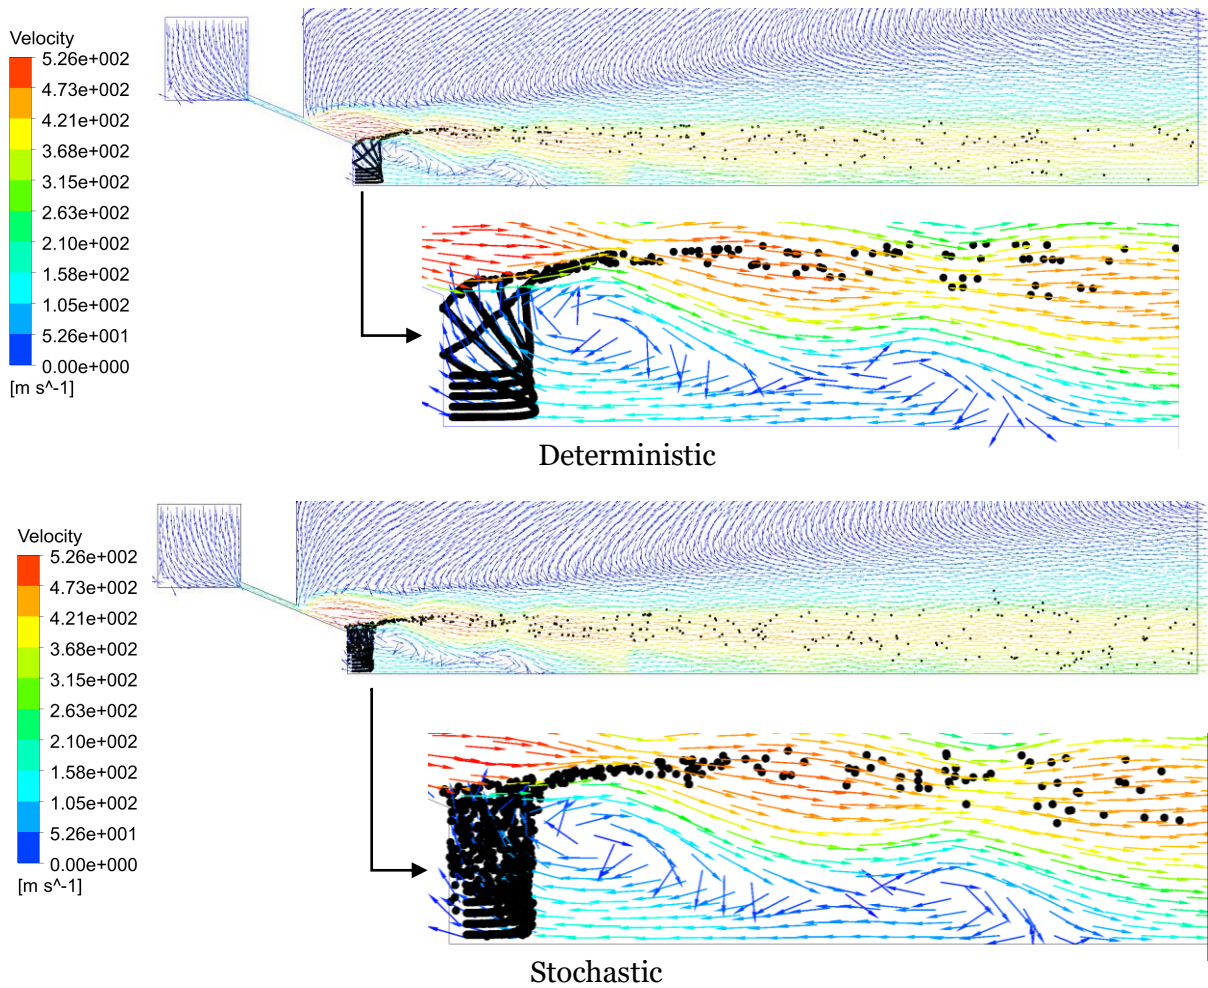 Velocity
5.26e+002
4.73e+002
4.21e+002
3.68e+002
3.15e+002
2.63e+002
2.10e+002
1.58e+002
1.05e+002
5.26e+001
0.00e+000
[m s^-1]
Deterministic
Velocity
5.26e+002
4.73e+002
4.21e+002
3.68e+002
3.15e+002
2.63e+002
2.10e+002
1.58e+002
1.05e+002
5.26e+001
0.00e+000
[m s^-1]
Stochastic